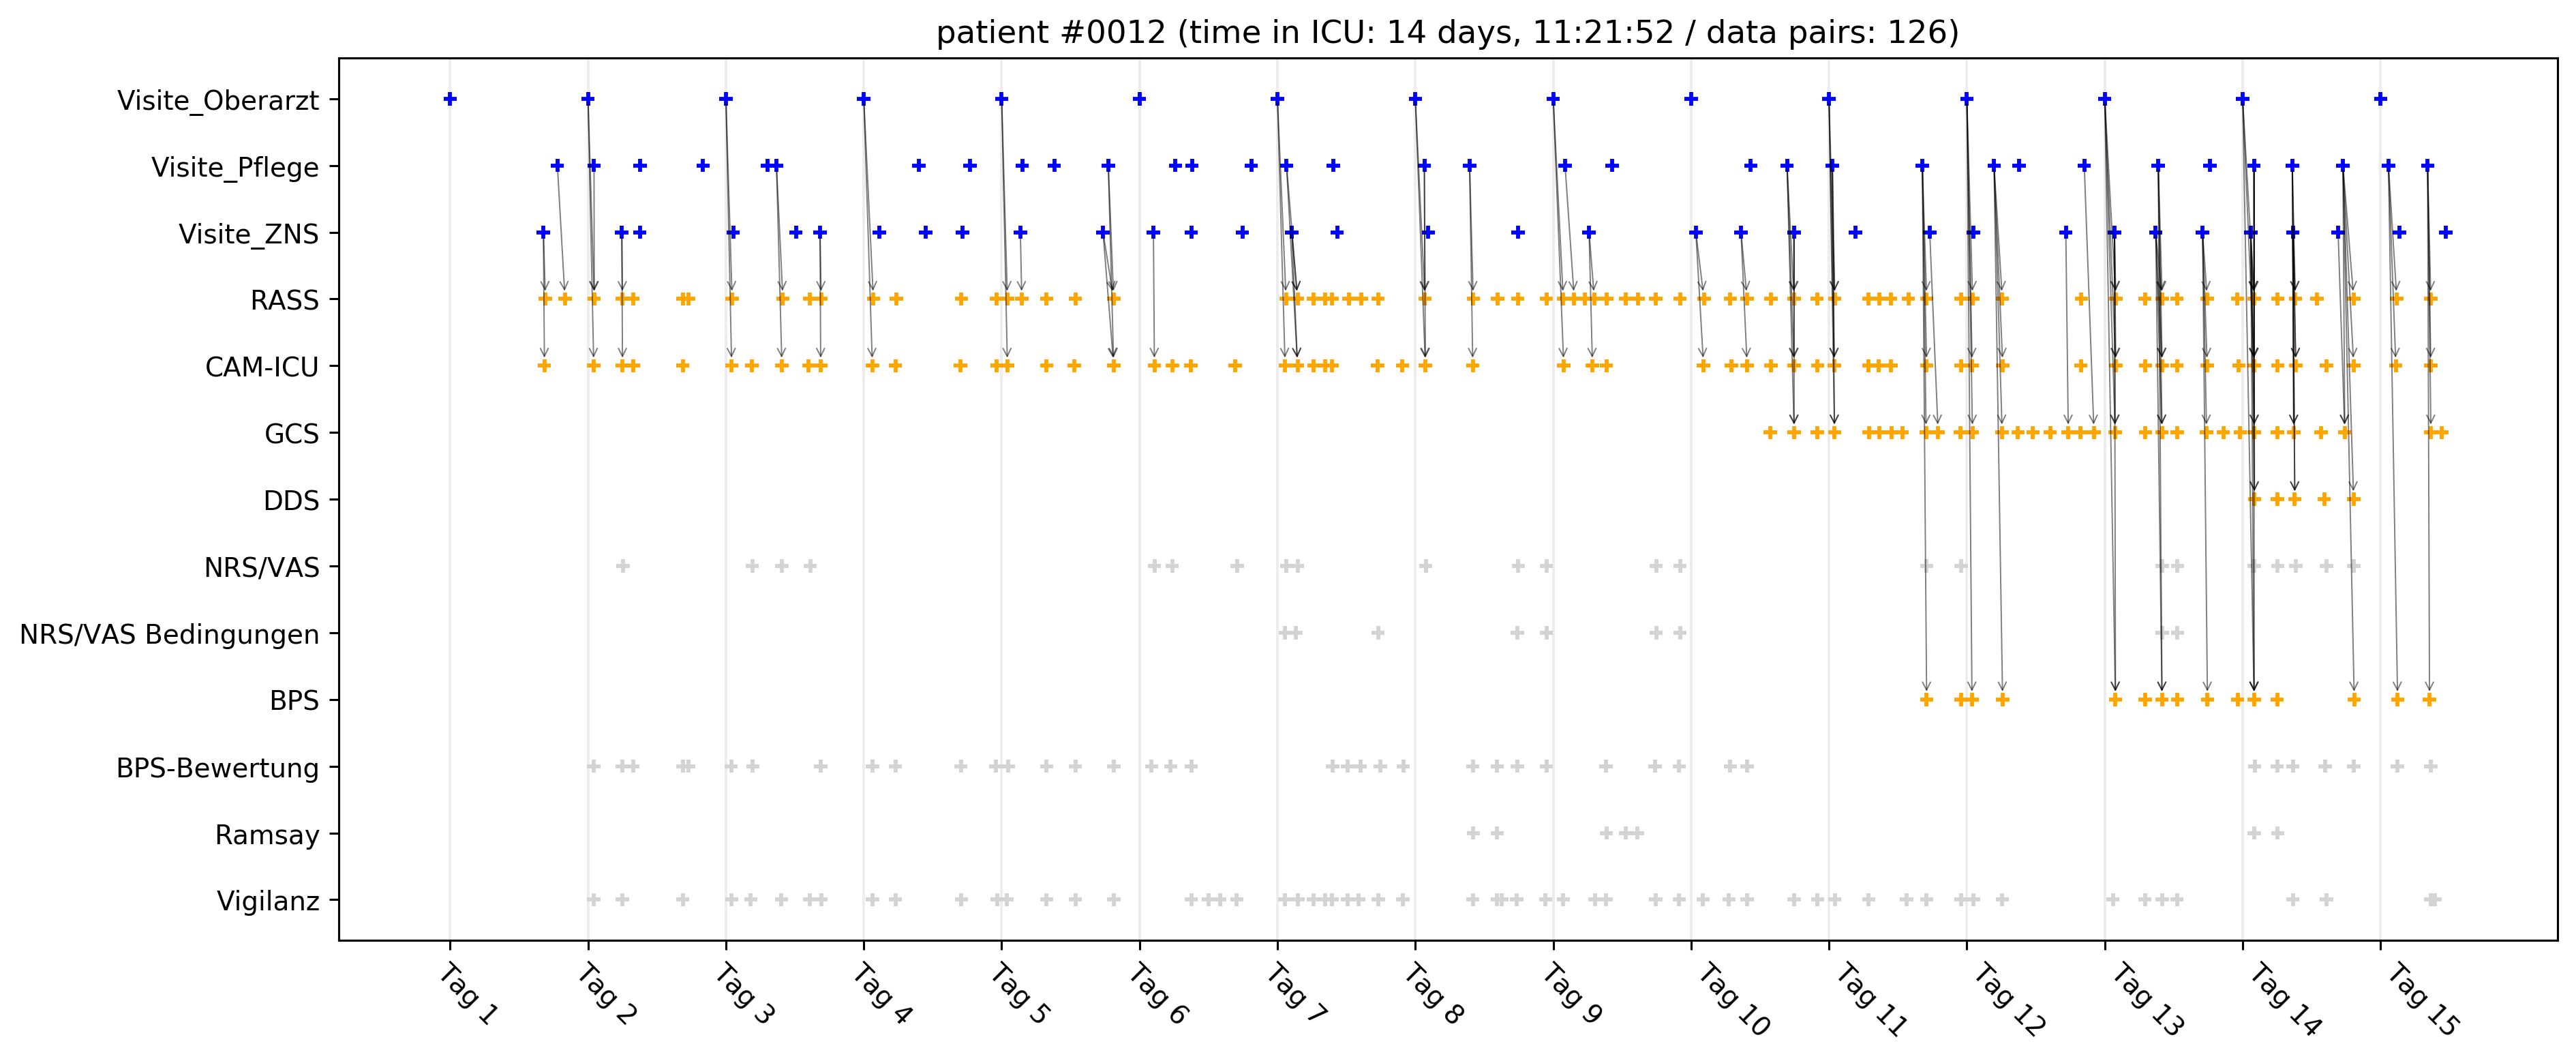 patient #0012 (time in ICU: 14 days, 11:21:52 / data pairs: 126)
Visite_Oberarzt
Visite_Pflege
Visite_ZNS
RASS
CAM-ICU
GCS
DDS
NRS/VAS
NRS/VAS Bedingungen
BPS
BPS-Bewertung
Ramsay
Vigilanz
Tag 1
Tag 2
Tag 3
Tag 4
Tag 5
Tag 6
Tag 7
Tag 8
Tag 9
Tag 10
Tag 11
Tag 12
Tag 13
Tag 14
Tag 15